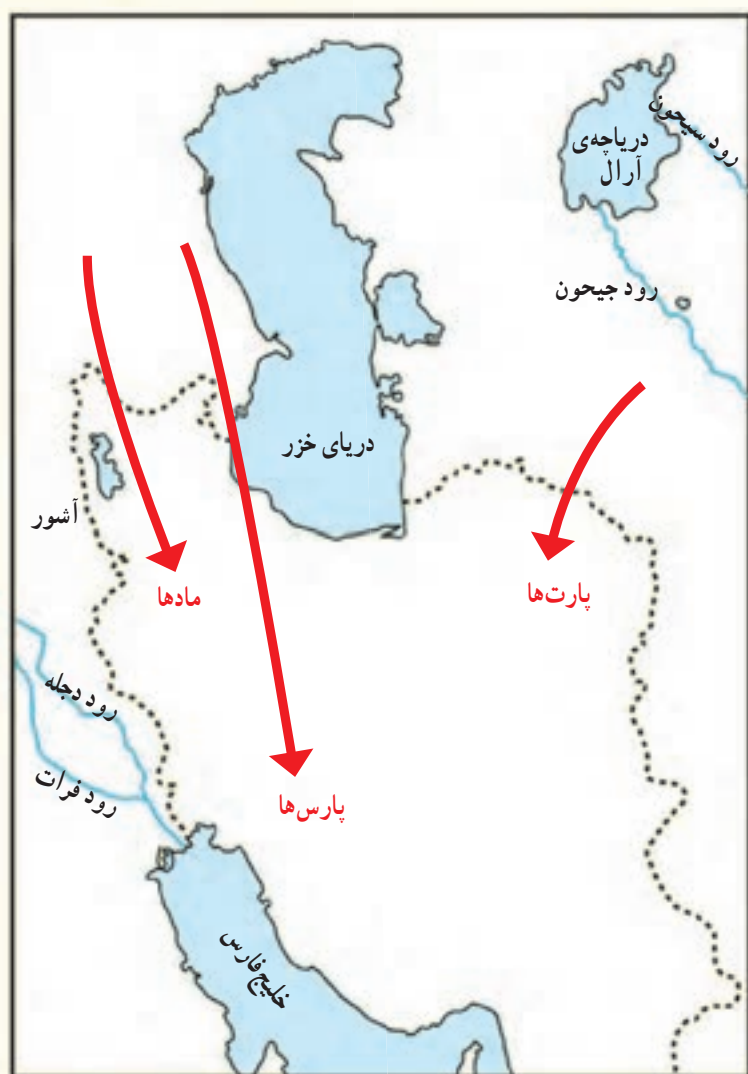 دریاچه‌ی
آرال
رود سیحون
رود جیحون
دریای خزر
آشور
مادها
پارت‌ها
رود دجله
رود فرات
پارس‌ها
خلیج فارس